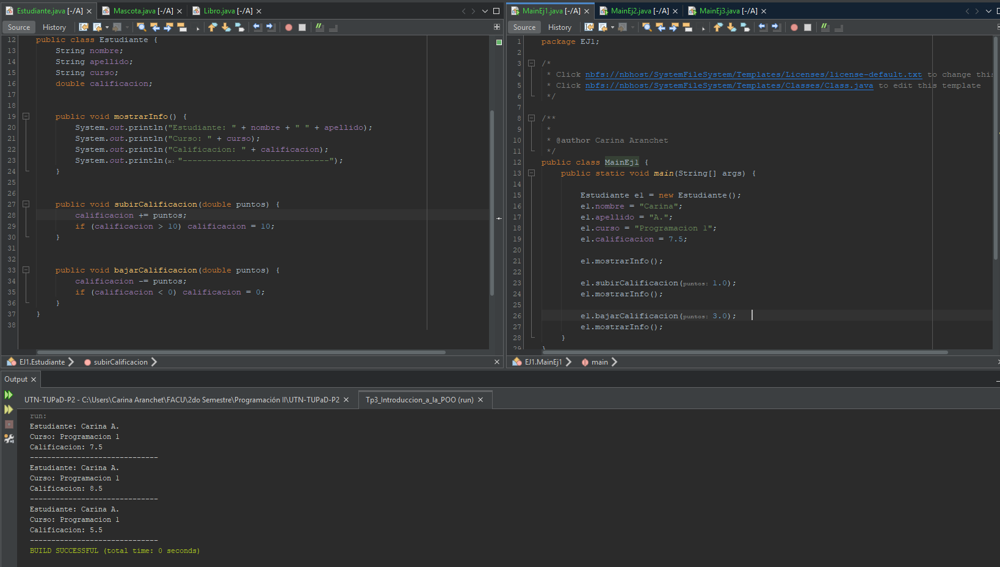 Estudiante.java [-/A] Mascota.java [-/A] Libro.java [-/A]
Source History
12 public class Estudiante {
13 String nombre;
14 String apellido;
15 String curso;
16 double calificacion;
17
18
19 public void mostrarInfo() {
20 System.out.println("Estudiante: " + nombre + " " + apellido);
21 System.out.println("Curso: " + curso);
22 System.out.println("Calificacion: " + calificacion);
23 System.out.println(x: "------------------------------");
24 }
25
26
27 public void subirCalificacion(double puntos) {
28 calificacion += puntos;
29 if (calificacion > 10) calificacion = 10;
30 }
31
32
33 public void bajarCalificacion(double puntos) {
34 calificacion -= puntos;
35 if (calificacion < 0) calificacion = 0;
36 }
37 }
38
EJ1.Estudiante subirCalificacion
MainEj1.java [-/A] MainEj2.java [-/A] MainEj3.java [-/A]
Source History
1 package EJ1;
2
3 /*
4 * Click nbfs://nbhost/SystemFileSystem/Templates/Licenses/license-default.txt to change this
5 * Click nbfs://nbhost/SystemFileSystem/Templates/Classes/Class.java to edit this template
6 */
7
8 /**
9 *
10 * @author Carina Aranchet
11 */
12 public class MainEj1 {
13 public static void main(String[] args) {
14
15 Estudiante e1 = new Estudiante();
16 e1.nombre = "Carina";
17 e1.apellido = "A.";
18 e1.curso = "Programacion 1";
19 e1.calificacion = 7.5;
20
21 e1.mostrarInfo();
22
23 e1.subirCalificacion(puntos: 1.0);
24 e1.mostrarInfo();
25
26 e1.bajarCalificacion(puntos: 3.0);
27 e1.mostrarInfo();
28 }
29 }
EJ1.MainEj1 main
Output
UTN-TUPaD-P2 - C:\Users\Carina Aranchet\FACU\2do Semestre\Programación II\UTN-TUPaD-P2 Tp3_Introduccion_a_la_POO (run)
run:
Estudiante: Carina A.
Curso: Programacion 1
Calificacion: 7.5
------------------------------
Estudiante: Carina A.
Curso: Programacion 1
Calificacion: 8.5
------------------------------
Estudiante: Carina A.
Curso: Programacion 1
Calificacion: 5.5
------------------------------
BUILD SUCCESSFUL (total time: 0 seconds)